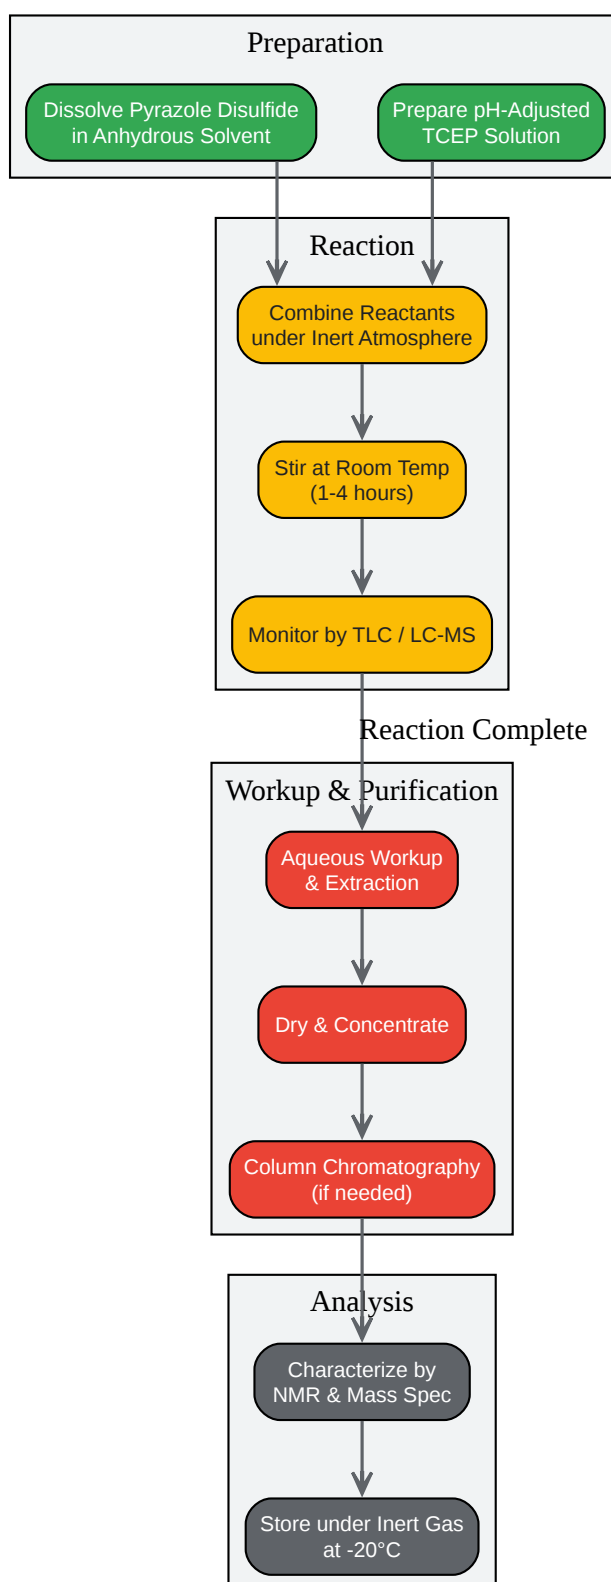 Preparation
Dissolve Pyrazole Disulfide
in Anhydrous Solvent
Prepare pH-Adjusted
TCEP Solution
Reaction
Combine Reactants
under Inert Atmosphere
Stir at Room Temp
(1-4 hours)
Monitor by TLC / LC-MS
Reaction Complete
Workup & Purification
Aqueous Workup
& Extraction
Dry & Concentrate
Column Chromatography
(if needed)
Analysis
Characterize by
NMR & Mass Spec
Store under Inert Gas
at -20°C